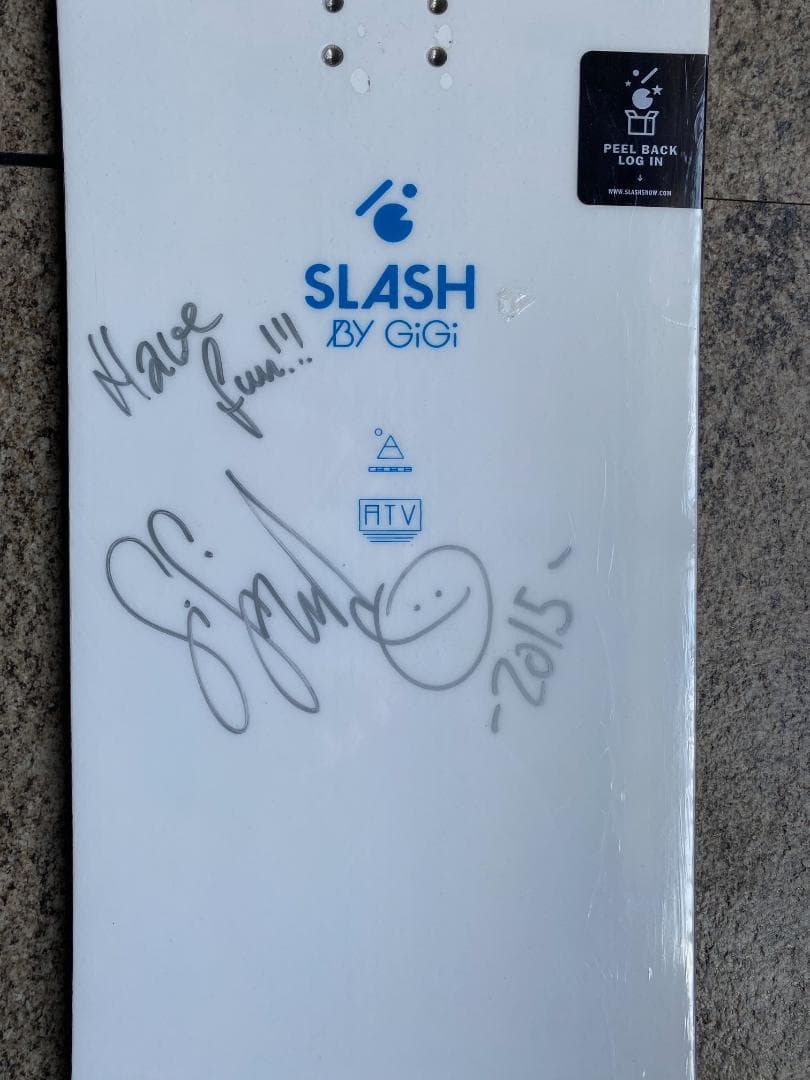 PEEL BACK
LOG IN
WWW.SLASHSNOW.COM
SLASH
BY GiGi
Have
fun!!!..
ATV
-2015-